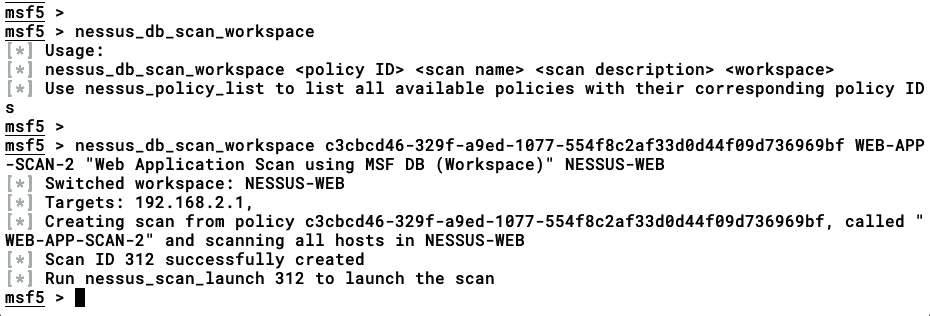 msf5 >
msf5 > nessus_db_scan_workspace
[*] Usage:
[*] nessus_db_scan_workspace <policy ID> <scan name> <scan description> <workspace>
[*] Use nessus_policy_list to list all available policies with their corresponding policy ID
s
msf5 >
msf5 > nessus_db_scan_workspace c3cbcd46-329f-a9ed-1077-554f8c2af33d0d44f09d736969bf WEB-APP
-SCAN-2 "Web Application Scan using MSF DB (Workspace)" NESSUS-WEB
[*] Switched workspace: NESSUS-WEB
[*] Targets: 192.168.2.1,
[*] Creating scan from policy c3cbcd46-329f-a9ed-1077-554f8c2af33d0d44f09d736969bf, called "
WEB-APP-SCAN-2" and scanning all hosts in NESSUS-WEB
[*] Scan ID 312 successfully created
[*] Run nessus_scan_launch 312 to launch the scan
msf5 >